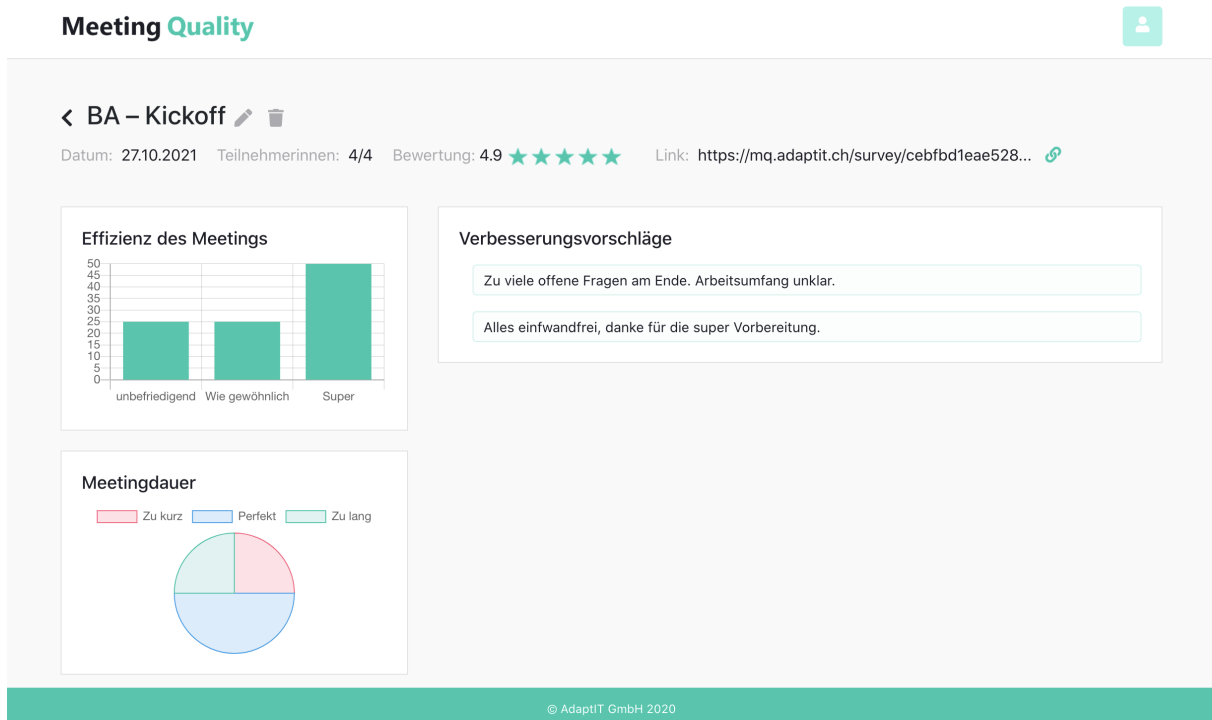 Meeting Quality
BA – Kickoff
Datum: 27.10.2021 Teilnehmerinnen: 4/4 Bewertung: 4.9 Link: https://mq.adaptit.ch/survey/cebfbd1eae528...
Effizienz des Meetings
50
45
40
35
30
25
20
15
10
5
0
unbefriedigend Wie gewöhnlich Super
Verbesserungsvorschläge
Zu viele offene Fragen am Ende. Arbeitsumfang unklar.
Alles einfwandfrei, danke für die super Vorbereitung.
Meetingdauer
Zu kurz Perfekt Zu lang
© AdaptIT GmbH 2020